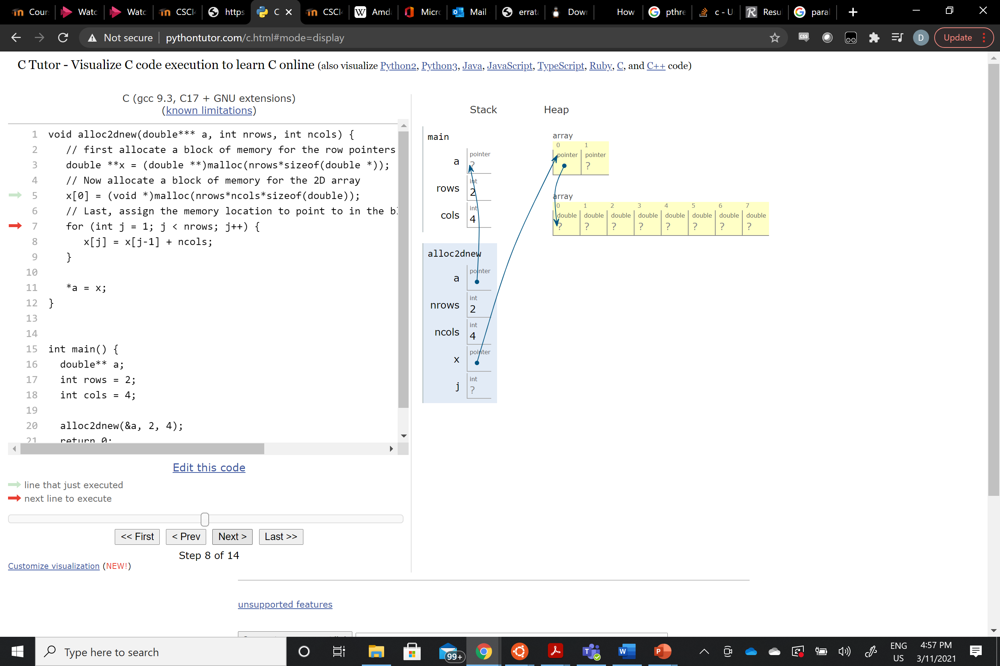 Cour
Watc
Watc
CSCI4
https
C
CSCI4
Amda
Micro
Mail
errata
Down
How
pthre
c - U
Resu
paral
Not secure
pythontutor.com/c.html#mode=display
D
Update
C Tutor - Visualize C code execution to learn C online (also visualize Python2, Python3, Java, JavaScript, TypeScript, Ruby, C, and C++ code)
C (gcc 9.3, C17 + GNU extensions)
(known limitations)
1 void alloc2dnew(double*** a, int nrows, int ncols) {
2 // first allocate a block of memory for the row pointers
3 double **x = (double **)malloc(nrows*sizeof(double *));
4 // Now allocate a block of memory for the 2D array
5 x[0] = (void *)malloc(nrows*ncols*sizeof(double));
6 // Last, assign the memory location to point to in the bl
7 for (int j = 1; j < nrows; j++) {
8 x[j] = x[j-1] + ncols;
9 }
10
11 *a = x;
12 }
13
14
15 int main() {
16 double** a;
17 int rows = 2;
18 int cols = 4;
19
20 alloc2dnew(&a, 2, 4);
21 return 0;
Edit this code
line that just executed
next line to execute
<< First
< Prev
Next >
Last >>
Step 8 of 14
Customize visualization (NEW!)
Stack
Heap
main
pointer
a ?
int
rows 2
int
cols 4
alloc2dnew
pointer
a
int
nrows 2
int
ncols 4
pointer
x
int
j ?
array
0 1
pointer pointer
?
array
0 1 2 3 4 5 6 7
double double double double double double double double
? ? ? ? ? ? ? ?
unsupported features
Type here to search
99+
ENG
US
4:57 PM
3/11/2021